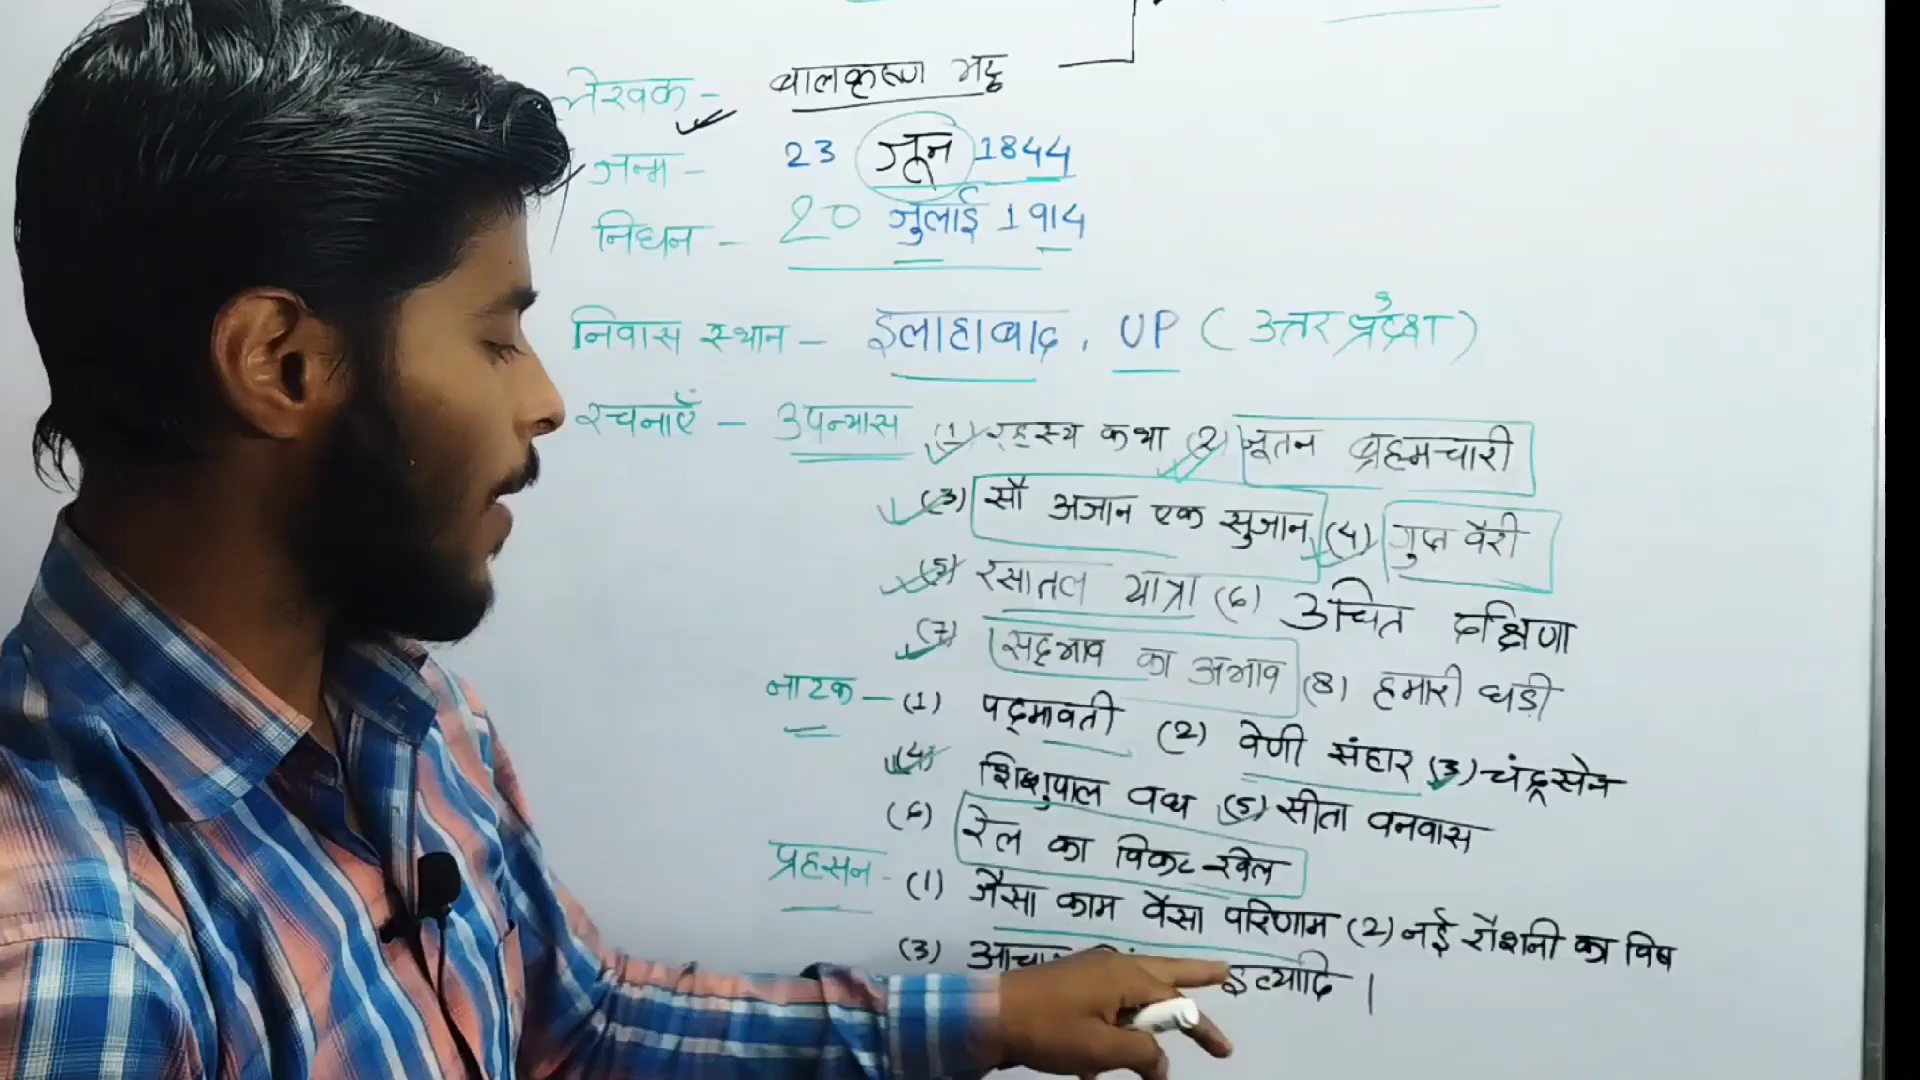 लेखक - बालकृष्ण भट्ट
जन्म - 23 जून 1844
निधन - 20 जुलाई 1914
निवास स्थान - इलाहाबाद, UP (उत्तर प्रदेश)
रचनाएँ - उपन्यास (1) रहस्य कथा (2) नूतन ब्रह्मचारी
(3) सौ अजान एक सुजान (4) गुप्त वैरी
(5) रसातल यात्रा (6) उचित दक्षिणा
(7) सद्भाव का अभाव (8) हमारी घड़ी
नाटक - (1) पद्मावती (2) वेणी संहार (3) चंद्रसेन
(4) शिशुपाल वध (5) सीता वनवास
(6) रेल का विकट खेल
प्रहसन - (1) जैसा काम वैसा परिणाम (2) नई रौशनी का विष
(3) इत्यादि।